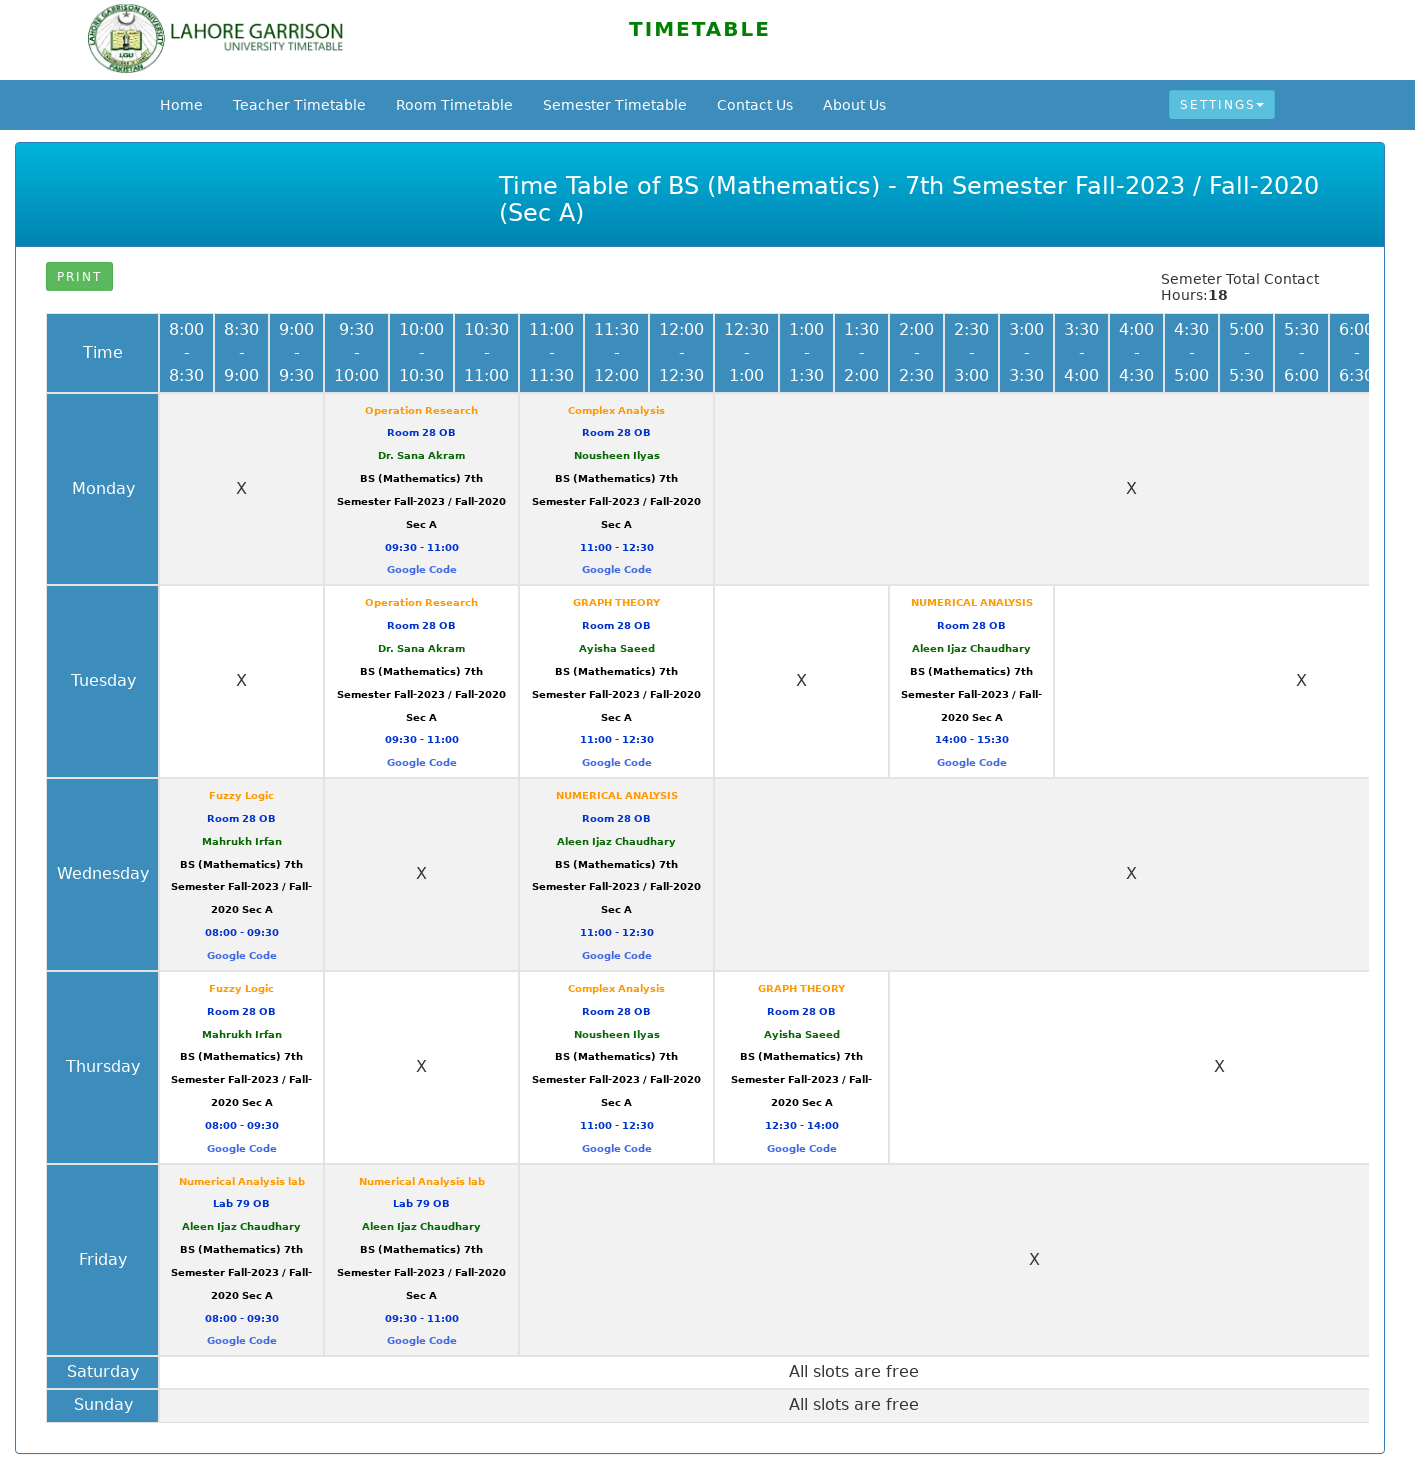 LAHORE GARRISON
UNIVERSITY TIMETABLE
LAHORE GARRISON UNIVERSITY
LGU
PAKISTAN
TIMETABLE
Home Teacher Timetable Room Timetable Semester Timetable Contact Us About Us SETTINGS
Time Table of BS (Mathematics) - 7th Semester Fall-2023 / Fall-2020
(Sec A)
PRINT
Semeter Total Contact
Hours:18
Time
8:00 - 8:30
8:30 - 9:00
9:00 - 9:30
9:30 - 10:00
10:00 - 10:30
10:30 - 11:00
11:00 - 11:30
11:30 - 12:00
12:00 - 12:30
12:30 - 1:00
1:00 - 1:30
1:30 - 2:00
2:00 - 2:30
2:30 - 3:00
3:00 - 3:30
3:30 - 4:00
4:00 - 4:30
4:30 - 5:00
5:00 - 5:30
5:30 - 6:00
6:00 - 6:30
Monday
X
Operation Research
Room 28 OB
Dr. Sana Akram
BS (Mathematics) 7th
Semester Fall-2023 / Fall-2020
Sec A
09:30 - 11:00
Google Code
Complex Analysis
Room 28 OB
Nousheen Ilyas
BS (Mathematics) 7th
Semester Fall-2023 / Fall-2020
Sec A
11:00 - 12:30
Google Code
X
Tuesday
X
Operation Research
Room 28 OB
Dr. Sana Akram
BS (Mathematics) 7th
Semester Fall-2023 / Fall-2020
Sec A
09:30 - 11:00
Google Code
GRAPH THEORY
Room 28 OB
Ayisha Saeed
BS (Mathematics) 7th
Semester Fall-2023 / Fall-2020
Sec A
11:00 - 12:30
Google Code
X
NUMERICAL ANALYSIS
Room 28 OB
Aleen Ijaz Chaudhary
BS (Mathematics) 7th
Semester Fall-2023 / Fall-
2020 Sec A
14:00 - 15:30
Google Code
X
Wednesday
Fuzzy Logic
Room 28 OB
Mahrukh Irfan
BS (Mathematics) 7th
Semester Fall-2023 / Fall-
2020 Sec A
08:00 - 09:30
Google Code
X
NUMERICAL ANALYSIS
Room 28 OB
Aleen Ijaz Chaudhary
BS (Mathematics) 7th
Semester Fall-2023 / Fall-2020
Sec A
11:00 - 12:30
Google Code
X
Thursday
Fuzzy Logic
Room 28 OB
Mahrukh Irfan
BS (Mathematics) 7th
Semester Fall-2023 / Fall-
2020 Sec A
08:00 - 09:30
Google Code
X
Complex Analysis
Room 28 OB
Nousheen Ilyas
BS (Mathematics) 7th
Semester Fall-2023 / Fall-2020
Sec A
11:00 - 12:30
Google Code
GRAPH THEORY
Room 28 OB
Ayisha Saeed
BS (Mathematics) 7th
Semester Fall-2023 / Fall-
2020 Sec A
12:30 - 14:00
Google Code
X
Friday
Numerical Analysis lab
Lab 79 OB
Aleen Ijaz Chaudhary
BS (Mathematics) 7th
Semester Fall-2023 / Fall-
2020 Sec A
08:00 - 09:30
Google Code
Numerical Analysis lab
Lab 79 OB
Aleen Ijaz Chaudhary
BS (Mathematics) 7th
Semester Fall-2023 / Fall-2020
Sec A
09:30 - 11:00
Google Code
X
Saturday
All slots are free
Sunday
All slots are free